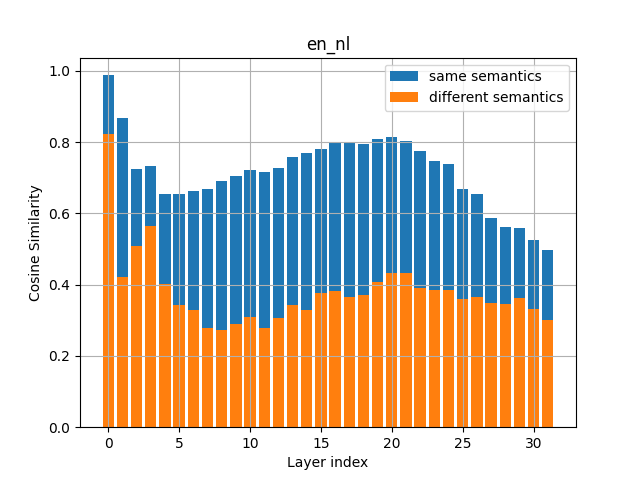 en_nl
same semantics
different semantics
Cosine Similarity
1.0
0.8
0.6
0.4
0.2
0.0
0 5 10 15 20 25 30
Layer index